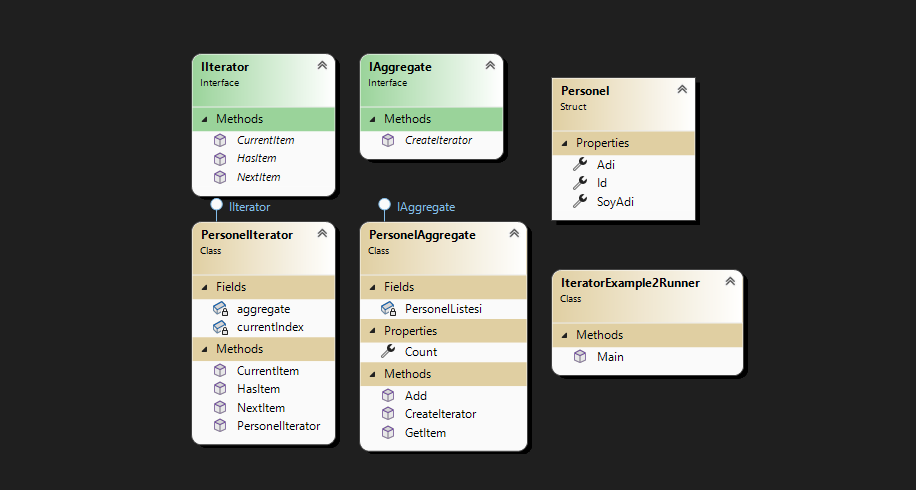 IIterator
Interface
Methods
CurrentItem
HasItem
NextItem
IAggregate
Interface
Methods
CreateIterator
Personel
Struct
Properties
Adi
Id
SoyAdi
IIterator
PersonelIterator
Class
Fields
aggregate
currentIndex
Methods
CurrentItem
HasItem
NextItem
PersonelIterator
IAggregate
PersonelAggregate
Class
Fields
PersonelListesi
Properties
Count
Methods
Add
CreateIterator
GetItem
IteratorExample2Runner
Class
Methods
Main